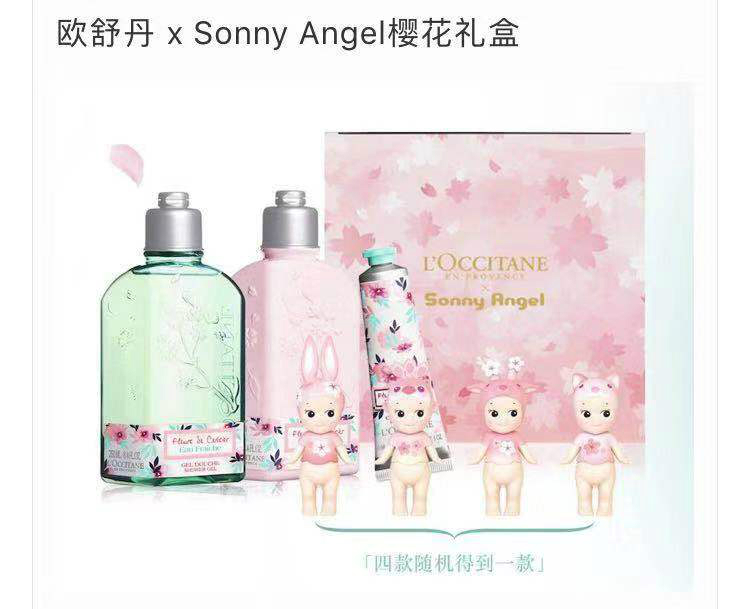 欧舒丹 x Sonny Angel樱花礼盒
L'OCCITANE
EN PROVENCE
×
Sonny Angel
Fleurs de Cerisier
Eau Fraîche
L'OCCITANE
GEL DOUCHE
SHOWER GEL
「四款随机得到一款」